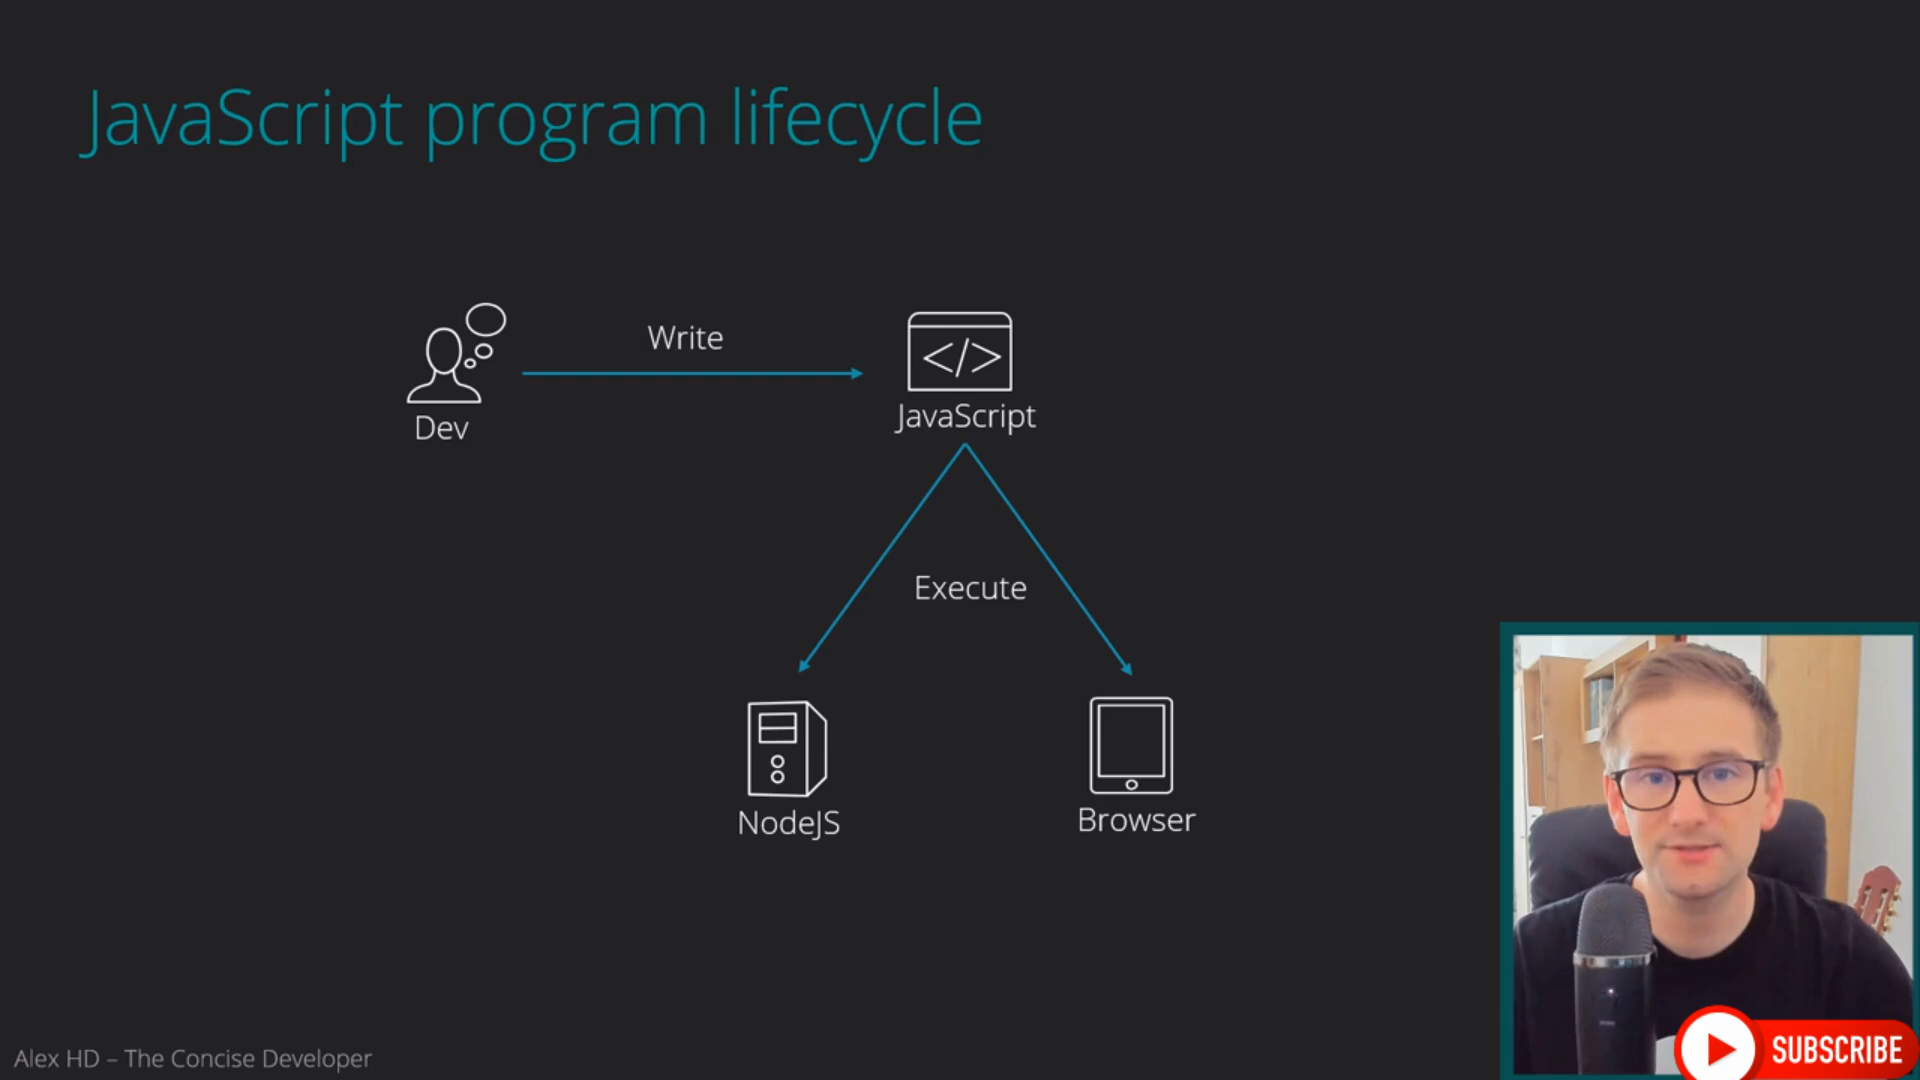 JavaScript program lifecycle
Write
</>
Dev
JavaScript
Execute
NodeJS
Browser
Alex HD – The Concise Developer
SUBSCRIBE